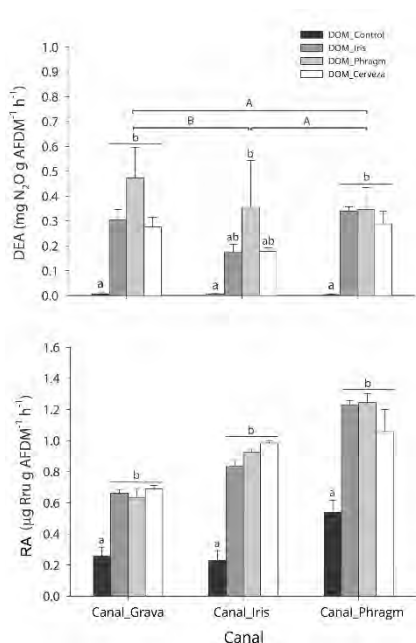 DOM_Control
DOM_Iris
DOM_Phragm
DOM_Cerveza
DEA (mg N₂O g AFDM⁻¹ h⁻¹)
1.0
0.9
0.8
0.7
0.6
0.5
0.4
0.3
0.2
0.1
0.0
A
B A
b b b
a a ab ab a
RA (µg Rru g AFDM⁻¹ h⁻¹)
1.6
1.4
1.2
1.0
0.8
0.6
0.4
0.2
0.0
b
b
b
a a a
Canal_Grava Canal_Iris Canal_Phragm
Canal